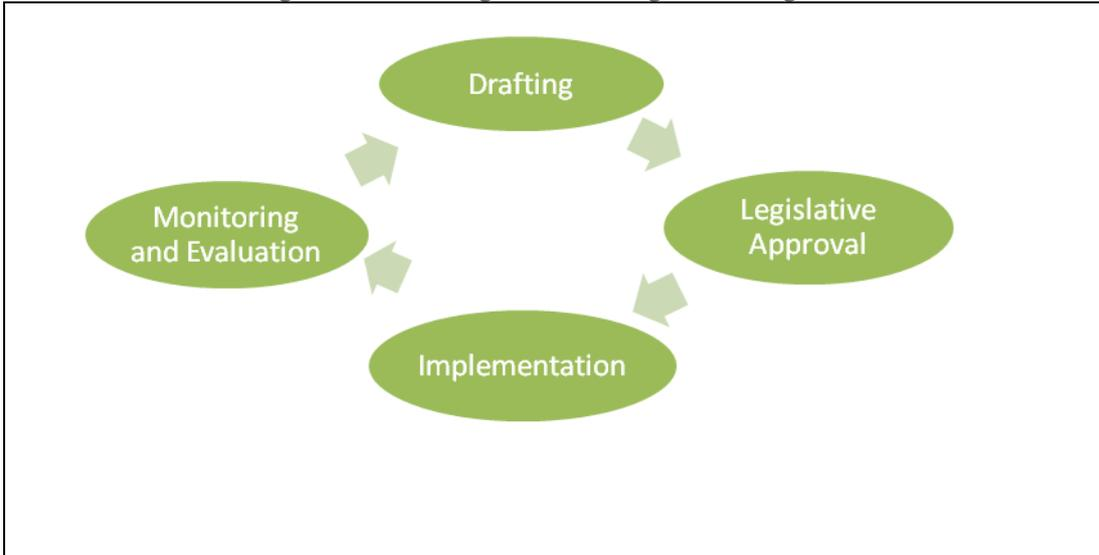 Drafting
Legislative
Approval
Monitoring
and Evaluation
Implementation